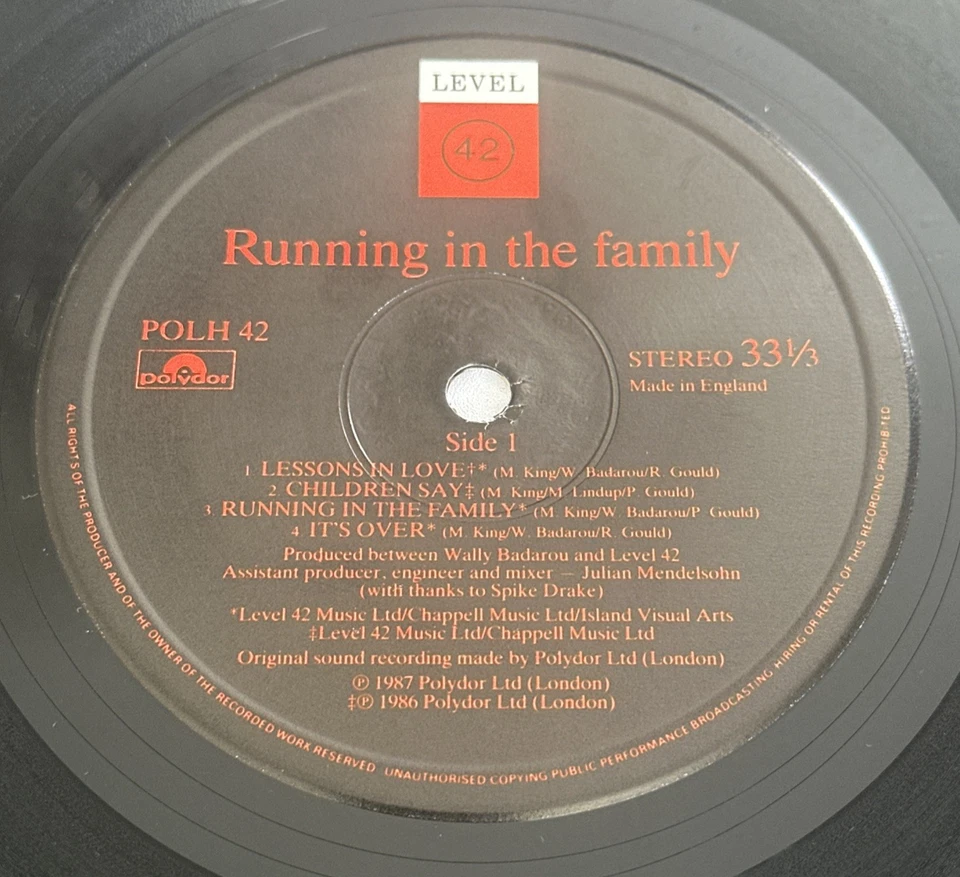 LEVEL
42
Running in the family
POLH 42
polydor
STEREO 33⅓
Made in England
Side 1
1 LESSONS IN LOVE‡* (M. King/W. Badarou/R. Gould)
2. CHILDREN SAY‡ (M. King/M. Lindup/P. Gould)
3. RUNNING IN THE FAMILY* (M. King/W. Badarou/P. Gould)
4. IT'S OVER* (M. King/W. Badarou/R. Gould)
Produced between Wally Badarou and Level 42
Assistant producer, engineer and mixer – Julian Mendelsohn
(with thanks to Spike Drake)
*Level 42 Music Ltd/Chappell Music Ltd/Island Visual Arts
‡Level 42 Music Ltd/Chappell Music Ltd
Original sound recording made by Polydor Ltd (London)
℗ 1987 Polydor Ltd (London)
‡℗ 1986 Polydor Ltd (London)
ALL RIGHTS OF THE PRODUCER AND OF THE OWNER OF THE RECORDED WORK RESERVED. UNAUTHORISED COPYING PUBLIC PERFORMANCE BROADCASTING HIRING OR RENTAL OF THIS RECORDING PROHIBITED